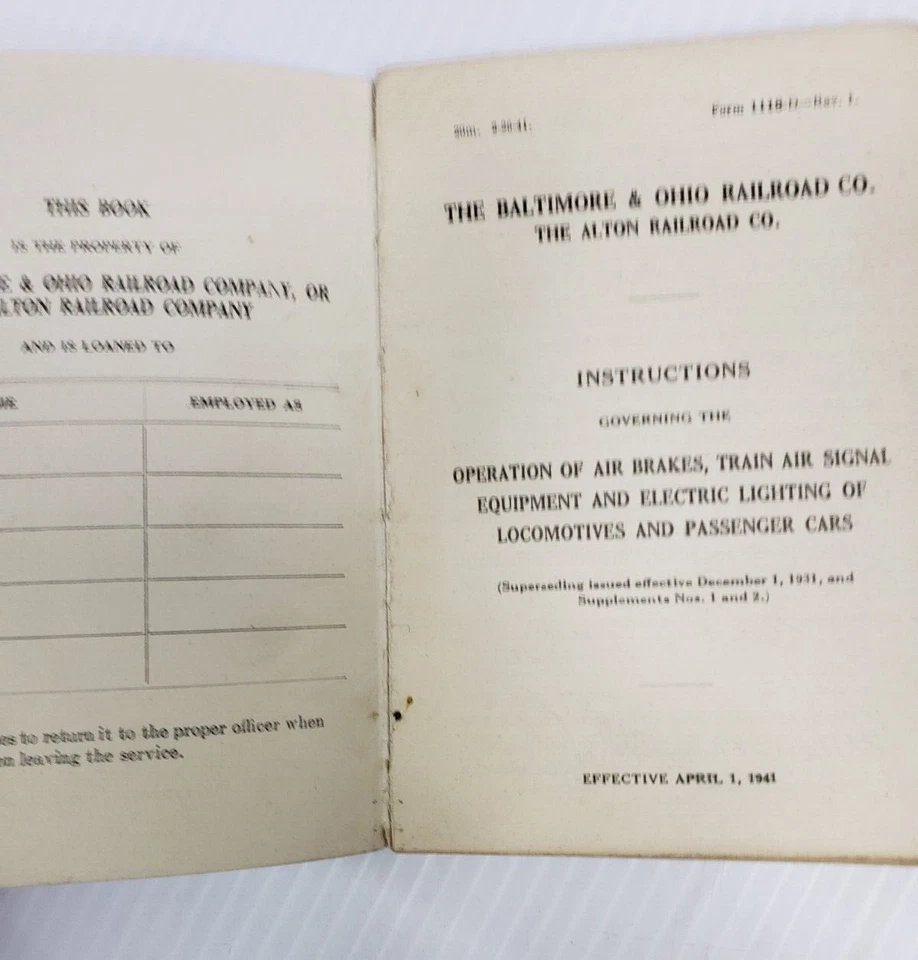 THIS BOOK
IS THE PROPERTY OF
& OHIO RAILROAD COMPANY, OR
LTON RAILROAD COMPANY
AND IS LOANED TO
EMPLOYED AS
es to return it to the proper officer when
leaving the service.
Form 1118
THE BALTIMORE & OHIO RAILROAD CO.
THE ALTON RAILROAD CO.
INSTRUCTIONS
GOVERNING THE
OPERATION OF AIR BRAKES, TRAIN AIR SIGNAL
EQUIPMENT AND ELECTRIC LIGHTING OF
LOCOMOTIVES AND PASSENGER CARS
(Superseding issued effective December 1, 1931, and
Supplements Nos. 1 and 2.)
EFFECTIVE APRIL 1, 1941